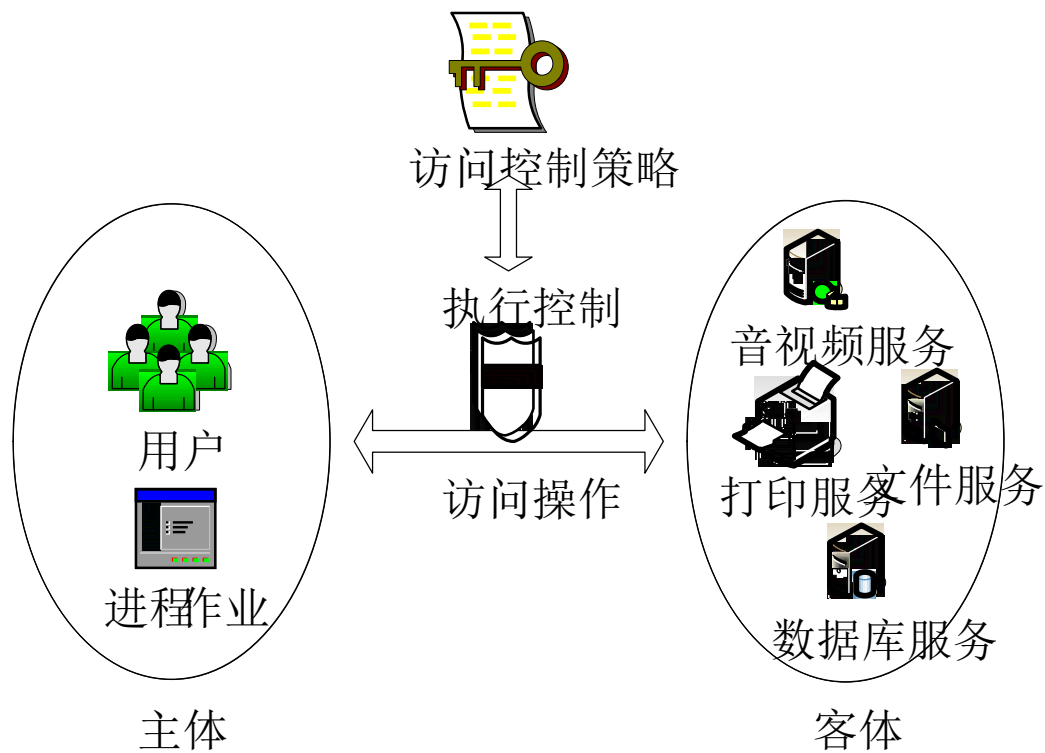 访问控制策略
执行控制
访问操作
用户
进程作业
主体
音视频服务
打印服务
文件服务
数据库服务
客体